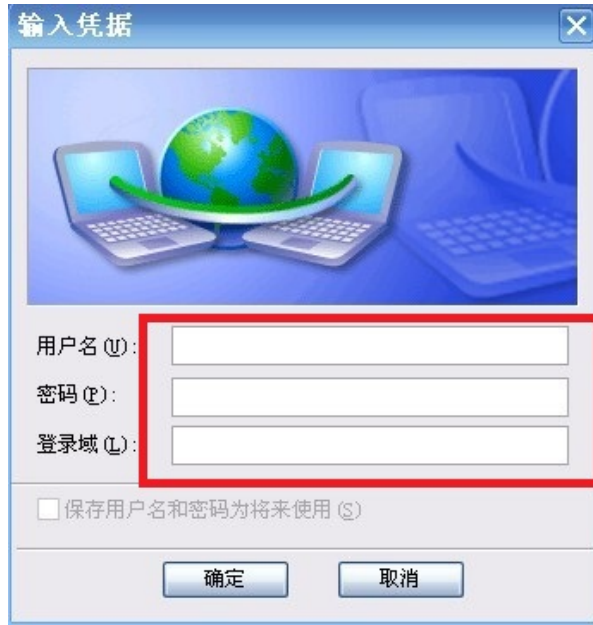 输入凭据
用户名(U):
密码(P):
登录域(L):
保存用户名和密码为将来使用(S)
确定
取消